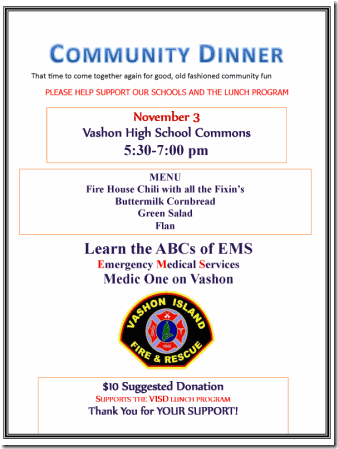 COMMUNITY DINNER
That time to come together again for good, old fashioned community fun
PLEASE HELP SUPPORT OUR SCHOOLS AND THE LUNCH PROGRAM
November 3
Vashon High School Commons
5:30-7:00 pm
MENU
Fire House Chili with all the Fixin's
Buttermilk Cornbread
Green Salad
Flan
Learn the ABCs of EMS
Emergency Medical Services
Medic One on Vashon
VASHON ISLAND
FIRE & RESCUE
$10 Suggested Donation
SUPPORTS THE VISD LUNCH PROGRAM
Thank You for YOUR SUPPORT!